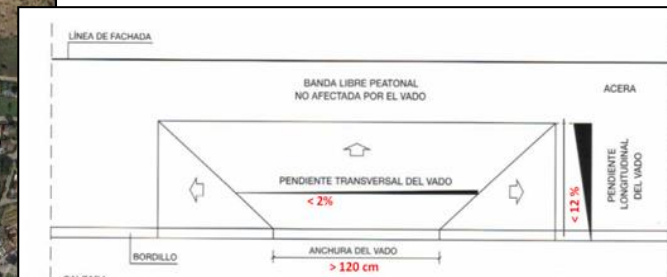 LÍNEA DE FACHADA
BANDA LIBRE PEATONAL
NO AFECTADA POR EL VADO
ACERA
PENDIENTE TRANSVERSAL DEL VADO
< 2%
< 12 %
PENDIENTE
LONGITUDINAL
DEL VADO
BORDILLO
ANCHURA DEL VADO
> 120 cm